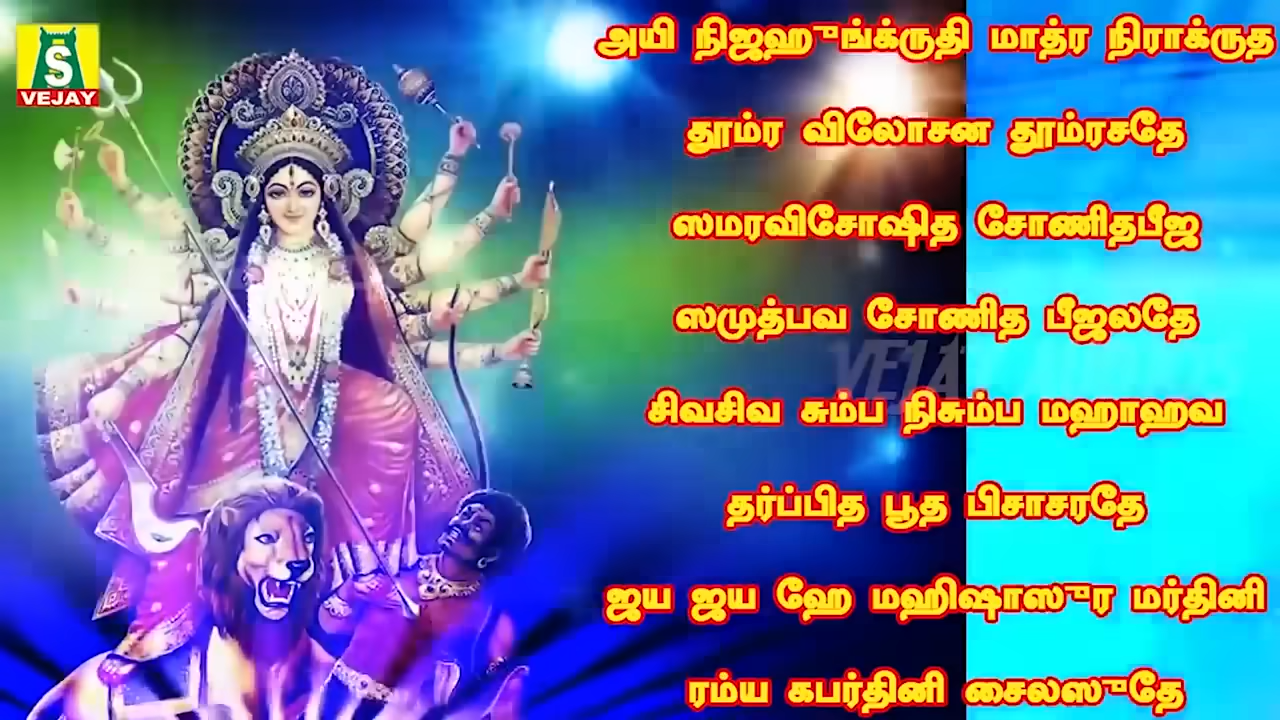 S
VEJAY
அயி நிஜஹுங்க்ருதி மாத்ர நிராக்ருத
தூம்ர விலோசன தூம்ரசதே
ஸமரவிசோஷித சோணிதபீஜ
ஸமுத்பவ சோணித பீஜலதே
சிவசிவ சும்ப நிசும்ப மஹாஹவ
தர்ப்பித பூத பிசாசரதே
ஜய ஜய ஹே மஹிஷாஸுர மர்தினி
ரம்ய கபர்தினி சைலஸுதே